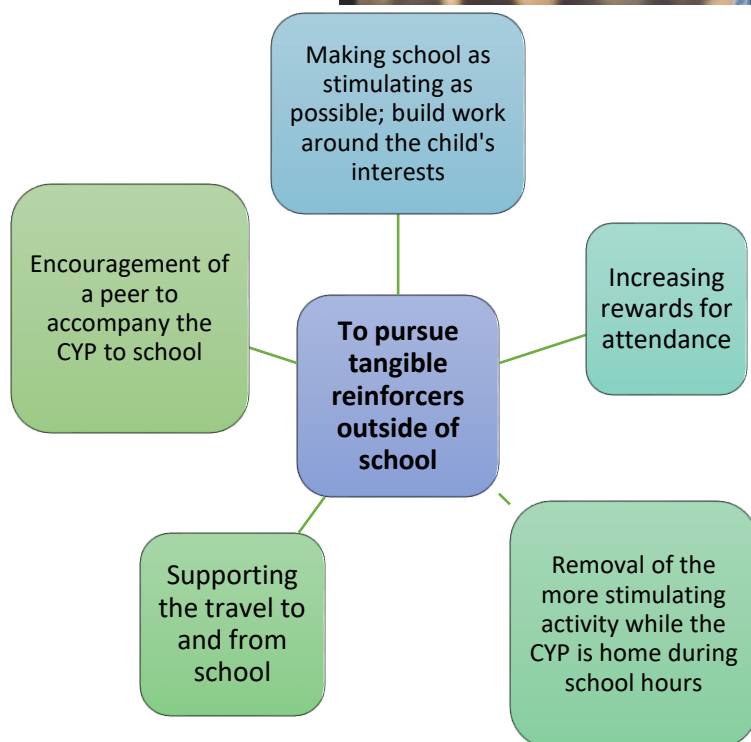 Making school as
stimulating as
possible; build work
around the child's
interests
Encouragement of
a peer to
accompany the
CYP to school
Increasing
rewards for
attendance
To pursue
tangible
reinforcers
outside of
school
Supporting
the travel to
and from
school
Removal of the
more stimulating
activity while the
CYP is home during
school hours